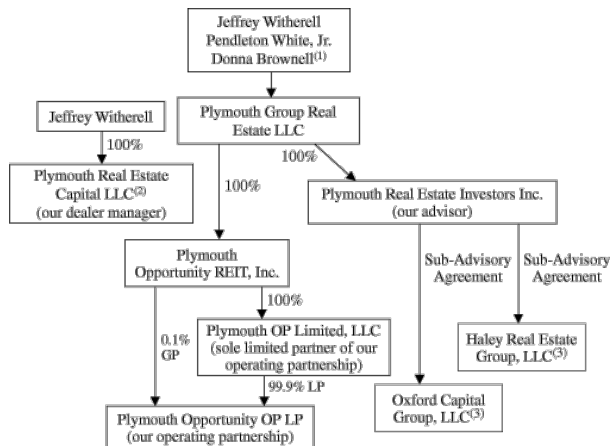 Jeffrey Witherell
Pendleton White, Jr.
Donna Brownell(1)
Jeffrey Witherell
Plymouth Group Real
Estate LLC
100%
100%
100%
Plymouth Real Estate
Capital LLC(2)
(our dealer manager)
Plymouth Real Estate Investors Inc.
(our advisor)
Plymouth
Opportunity REIT, Inc.
Sub-Advisory
Agreement
Sub-Advisory
Agreement
100%
0.1%
GP
Plymouth OP Limited, LLC
(sole limited partner of our
operating partnership)
Haley Real Estate
Group, LLC(3)
99.9% LP
Oxford Capital
Group, LLC(3)
Plymouth Opportunity OP LP
(our operating partnership)